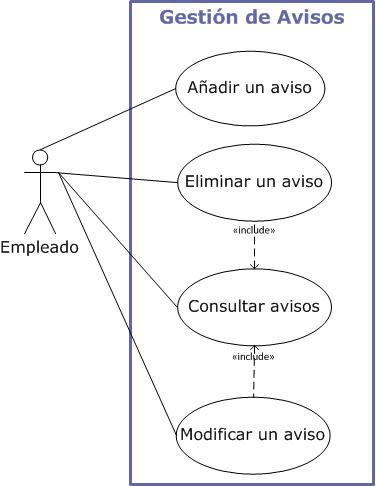 Gestión de Avisos
Añadir un aviso
Eliminar un aviso
Empleado
«include»
Consultar avisos
«include»
Modificar un aviso